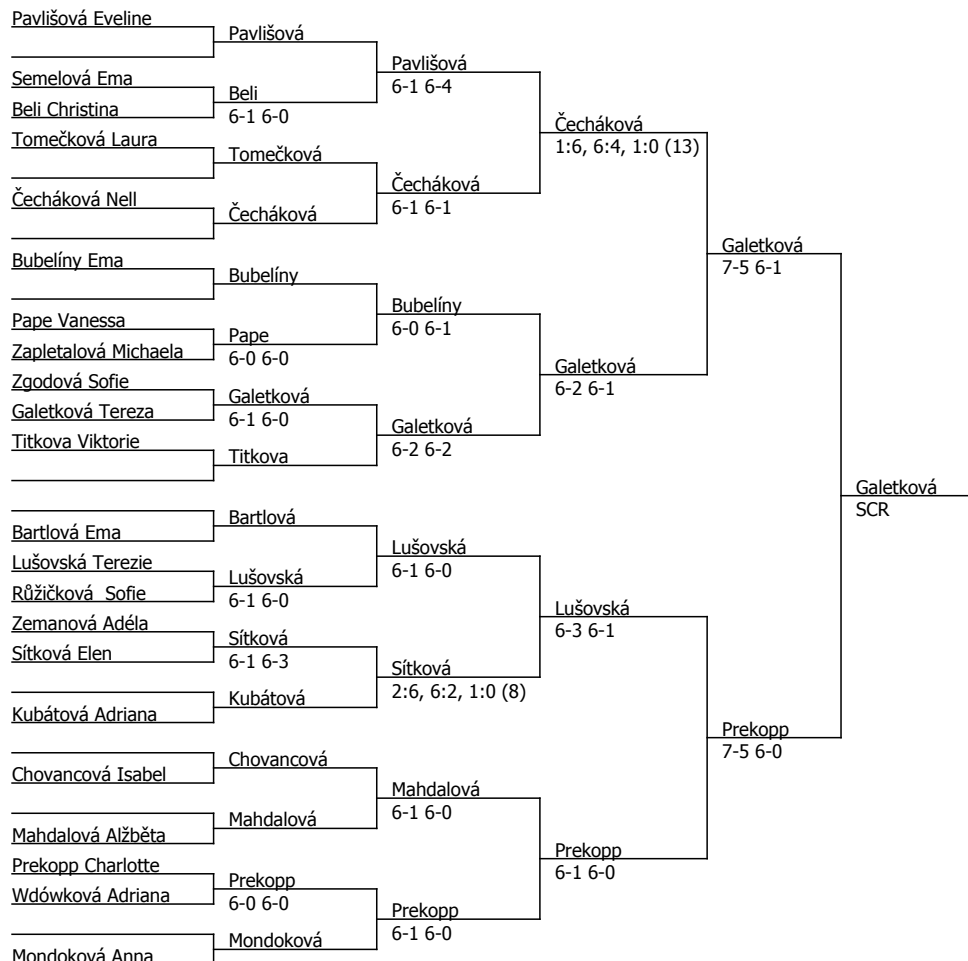 Pavlišová Eveline
Semelová Ema
Beli Christina
Tomečková Laura
Čecháková Nell
Bubelíny Ema
Pape Vanessa
Zapletalová Michaela
Zgodová Sofie
Galetková Tereza
Titkova Viktorie
Bartlová Ema
Lušovská Terezie
Růžičková  Sofie
Zemanová Adéla
Sítková Elen
Kubátová Adriana
Chovancová Isabel
Mahdalová Alžběta
Prekopp Charlotte
Wdówková Adriana
Mondoková Anna
Pavlišová
Beli
6-1 6-0
Tomečková
Čecháková
Bubelíny
Pape
6-0 6-0
Galetková
6-1 6-0
Titkova
Bartlová
Lušovská
6-1 6-0
Sítková
6-1 6-3
Kubátová
Chovancová
Mahdalová
Prekopp
6-0 6-0
Mondoková
Pavlišová
6-1 6-4
Čecháková
6-1 6-1
Bubelíny
6-0 6-1
Galetková
6-2 6-2
Lušovská
6-1 6-0
Sítková
2:6, 6:2, 1:0 (8)
Mahdalová
6-1 6-0
Prekopp
6-1 6-0
Čecháková
1:6, 6:4, 1:0 (13)
Galetková
6-2 6-1
Lušovská
6-3 6-1
Prekopp
6-1 6-0
Galetková
7-5 6-1
Prekopp
7-5 6-0
Galetková
SCR